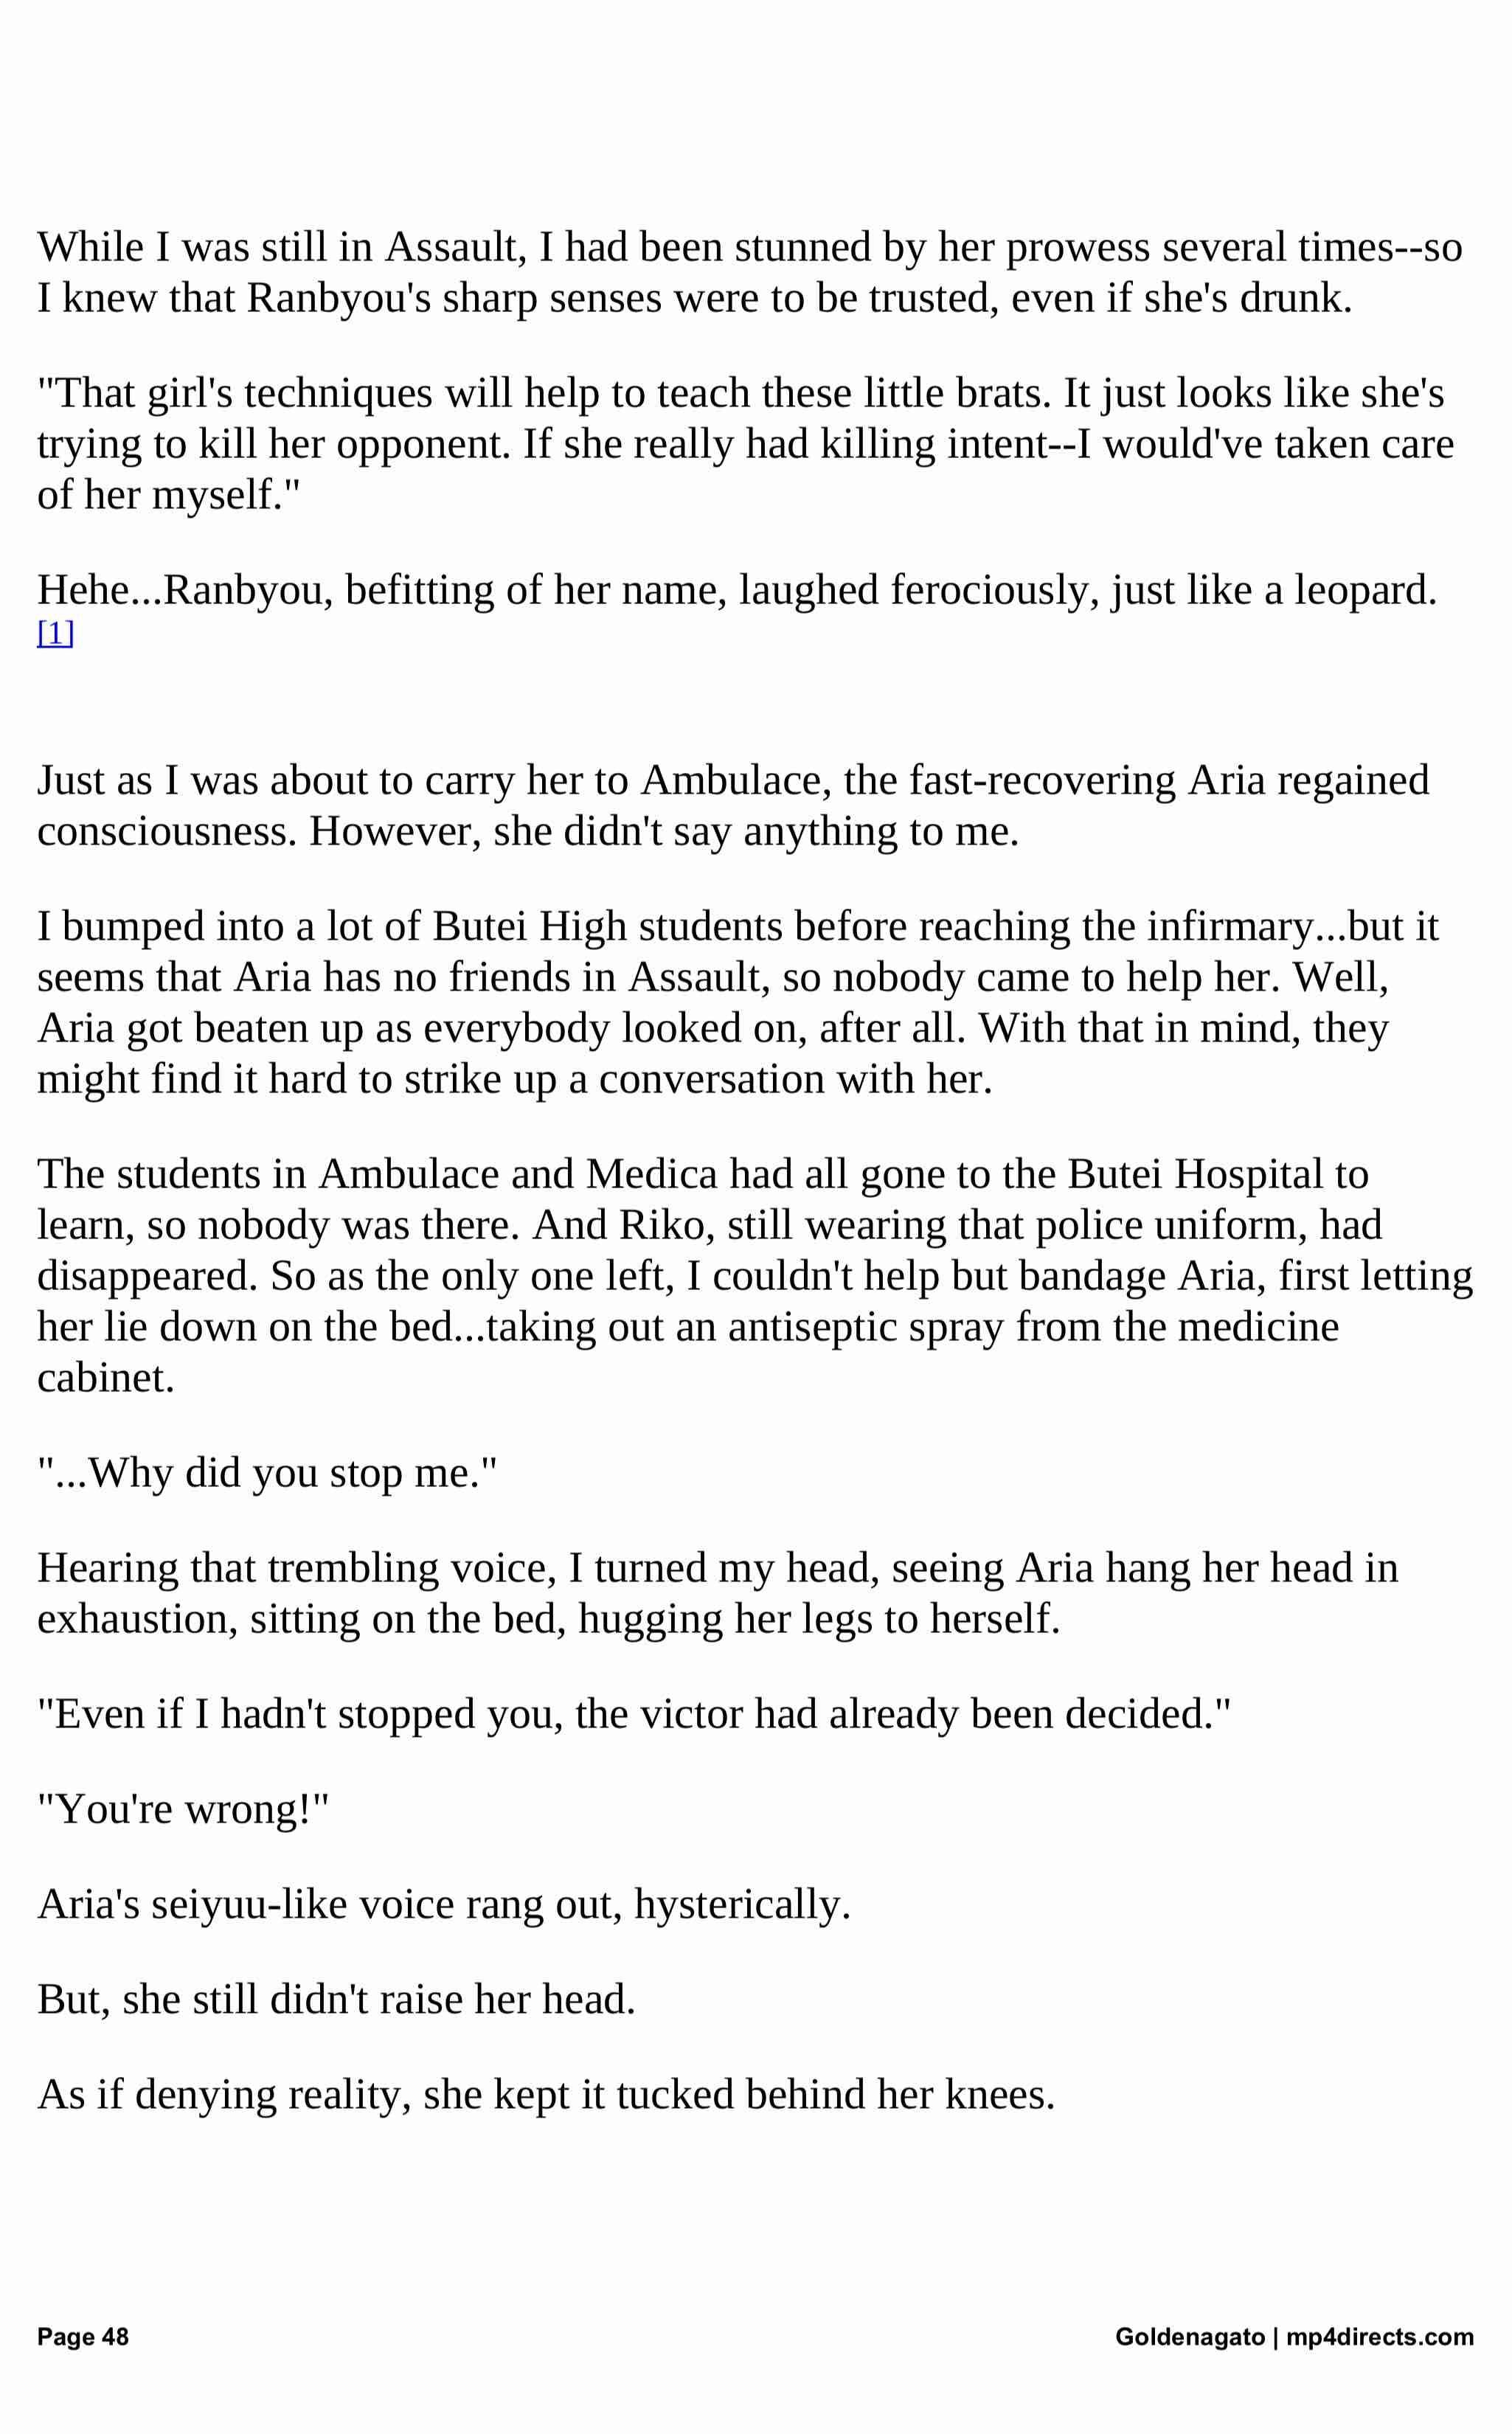 While I was still in Assault, I had been stunned by her prowess several times--so
I knew that Ranbyou's sharp senses were to be trusted, even if she's drunk.
"That girl's techniques will help to teach these little brats. It just looks like she's
trying to kill her opponent. If she really had killing intent--I would've taken care
of her myself."
Hehe...Ranbyou, befitting of her name, laughed ferociously, just like a leopard.
[1]
Just as I was about to carry her to Ambulace, the fast-recovering Aria regained
consciousness. However, she didn't say anything to me.
I bumped into a lot of Butei High students before reaching the infirmary...but it
seems that Aria has no friends in Assault, so nobody came to help her. Well,
Aria got beaten up as everybody looked on, after all. With that in mind, they
might find it hard to strike up a conversation with her.
The students in Ambulace and Medica had all gone to the Butei Hospital to
learn, so nobody was there. And Riko, still wearing that police uniform, had
disappeared. So as the only one left, I couldn't help but bandage Aria, first letting
her lie down on the bed...taking out an antiseptic spray from the medicine
cabinet.
"...Why did you stop me."
Hearing that trembling voice, I turned my head, seeing Aria hang her head in
exhaustion, sitting on the bed, hugging her legs to herself.
"Even if I hadn't stopped you, the victor had already been decided."
"You're wrong!"
Aria's seiyuu-like voice rang out, hysterically.
But, she still didn't raise her head.
As if denying reality, she kept it tucked behind her knees.
Page 48
Goldenagato | mp4directs.com